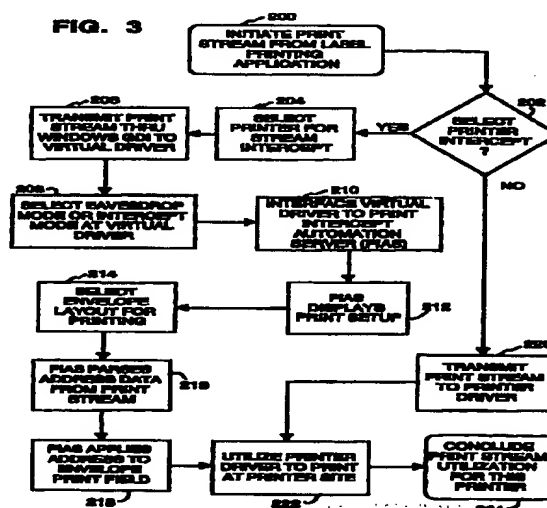 FIG. 3
200
INITIATE PRINT
STREAM FROM LABEL
PRINTING
APPLICATION
202
SELECT
PRINTER
INTERCEPT
?
YES
NO
204
SELECT
PRINTER FOR
STREAM
INTERCEPT
TRANSMIT PRINT
STREAM THRU
WINDOWS GDI TO
VIRTUAL DRIVER
SELECT EAVESDROP
MODE OR INTERCEPT
MODE AT VIRTUAL
DRIVER
210
INTERFACE VIRTUAL
DRIVER TO PRINT
INTERCEPT
AUTOMATION
SERVER (PIAS)
212
PIAS
DISPLAYS
PRINT SETUP
214
SELECT
ENVELOPE
LAYOUT FOR
PRINTING
PIAS PARSES
ADDRESS DATA
FROM PRINT
STREAM
PIAS APPLIES
ADDRESS TO
ENVELOPE
PRINT FIELD
TRANSMIT
PRINT STREAM
TO PRINTER
DRIVER
222
UTILIZE PRINTER
DRIVER TO PRINT
AT PRINTER SITE
CONCLUDE
PRINT STREAM
UTILIZATION
FOR THIS
PRINTER